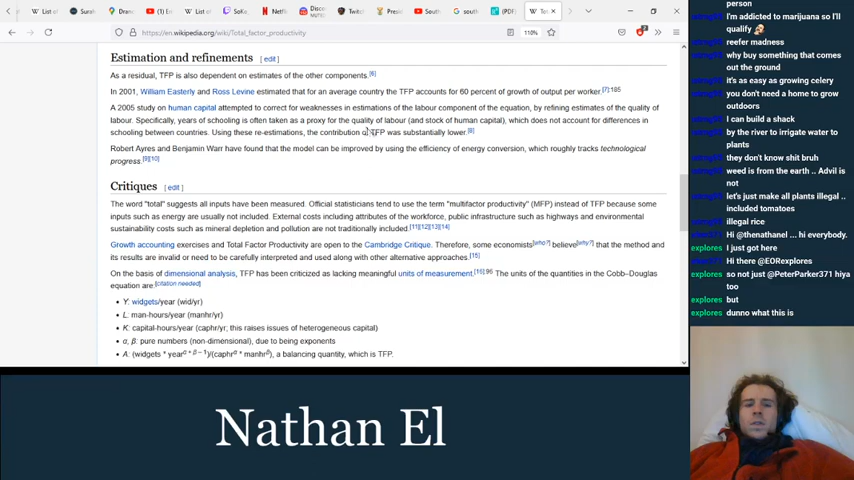 List o
Surak
Dran
(1) E
List of
SoKe
Netfli
Disco
Twitch
Presi
South
south
(PDF)
To
https://en.wikipedia.org/wiki/Total_factor_productivity
110%
Estimation and refinements [ edit ]
As a residual, TFP is also dependent on estimates of the other components.[6]
In 2001, William Easterly and Ross Levine estimated that for an average country the TFP accounts for 60 percent of growth of output per worker.[7]:185
A 2005 study on human capital attempted to correct for weaknesses in estimations of the labour component of the equation, by refining estimates of the quality of
labour. Specifically, years of schooling is often taken as a proxy for the quality of labour (and stock of human capital), which does not account for differences in
schooling between countries. Using these re-estimations, the contribution of TFP was substantially lower.[8]
Robert Ayres and Benjamin Warr have found that the model can be improved by using the efficiency of energy conversion, which roughly tracks technological
progress.[9][10]
Critiques [ edit ]
The word "total" suggests all inputs have been measured. Official statisticians tend to use the term "multifactor productivity" (MFP) instead of TFP because some
inputs such as energy are usually not included. External costs including attributes of the workforce, public infrastructure such as highways and environmental
sustainability costs such as mineral depletion and pollution are not traditionally included.[11][12][13][14]
Growth accounting exercises and Total Factor Productivity are open to the Cambridge Critique. Therefore, some economists[who?] believe[why?] that the method and
its results are invalid or need to be carefully interpreted and used along with other alternative approaches.[15]
On the basis of dimensional analysis, TFP has been criticized as lacking meaningful units of measurement.[16]:96 The units of the quantities in the Cobb–Douglas
equation are:[citation needed]
• Y: widgets/year (wid/yr)
• L: man-hours/year (manhr/yr)
• K: capital-hours/year (caphr/yr; this raises issues of heterogeneous capital)
• α, β: pure numbers (non-dimensional), due to being exponents
• A: (widgets * year^α + β − 1)/(caphr^α * manhr^β), a balancing quantity, which is TFP.
person
I'm addicted to marijuana so I'll
qualify
reefer madness
why buy something that comes
out the ground
it's as easy as growing celery
you don't need a home to grow
outdoors
I can build a shack
by the river to irrigate water to
plants
they don't know shit bruh
weed is from the earth .. Advil is
not
let's just make all plants illegal ..
included tomatoes
illegal rice
Hi @thenathanel ... hi everybody.
explores I just got here
Hi there @EORexplores
explores so not just @PeterParker371 hiya
too
explores but
explores dunno what this is
Nathan El